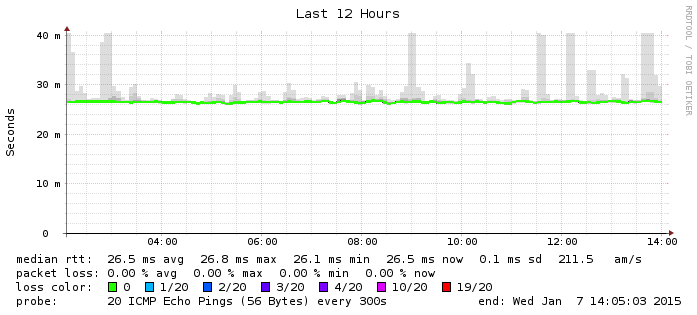 Last 12 Hours
RRDTOOL / TOBI OETIKER
Seconds
40 m
30 m
20 m
10 m
0
04:00 06:00 08:00 10:00 12:00 14:00
median rtt: 26.5 ms avg 26.8 ms max 26.1 ms min 26.5 ms now 0.1 ms sd 211.5 am/s
packet loss: 0.00 % avg 0.00 % max 0.00 % min 0.00 % now
loss color: 0 1/20 2/20 3/20 4/20 10/20 19/20
probe: 20 ICMP Echo Pings (56 Bytes) every 300s end: Wed Jan 7 14:05:03 2015